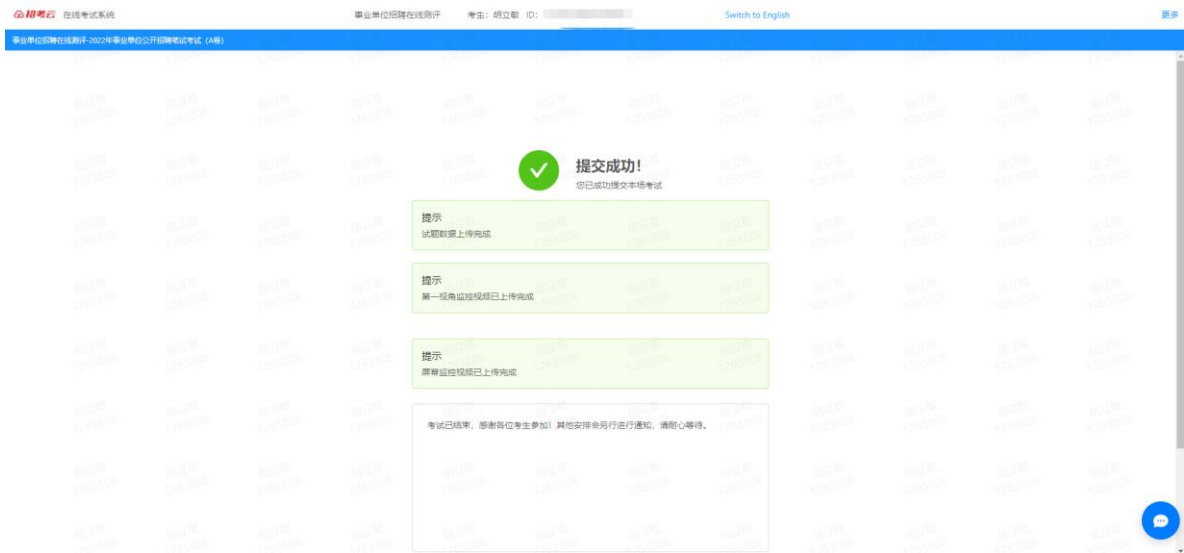 招考云 在线考试系统
事业单位招聘在线测评 考生：胡立敏 ID：
Switch to English
更多
事业单位招聘在线测评-2022年事业单位公开招聘笔试考试（A卷）
提交成功！
您已成功提交本场考试
提示
试题数据上传完成
提示
第一视角监控视频已上传完成
提示
屏幕监控视频已上传完成
考试已结束，感谢各位考生参加！其他安排会另行进行通知，请耐心等待。